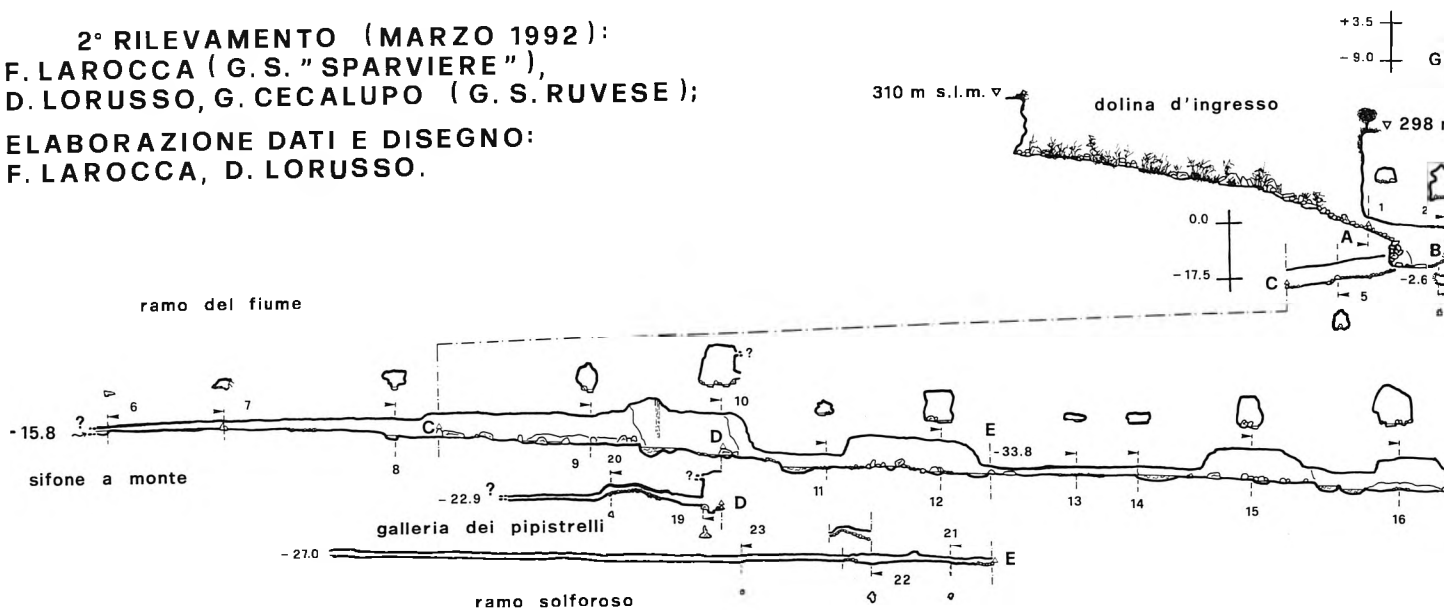 2° RILEVAMENTO (MARZO 1992):
F. LAROCCA (G. S. " SPARVIERE "),
D. LORUSSO, G. CECALUPO (G. S. RUVESE);
ELABORAZIONE DATI E DISEGNO:
F. LAROCCA, D. LORUSSO.
+3.5
-9.0
G
310 m s.l.m.
dolina d'ingresso
298 m
1
2
0.0
A
B
-17.5
C
-2.6
5
ramo del fiume
?
6
7
10
?
-15.8
C
D
E
-33.8
sifone a monte
8
9
20
11
12
13
14
15
16
?
-22.9
?
4
19
D
galleria dei pipistrelli
23
21
-27.0
E
22
ramo solforoso